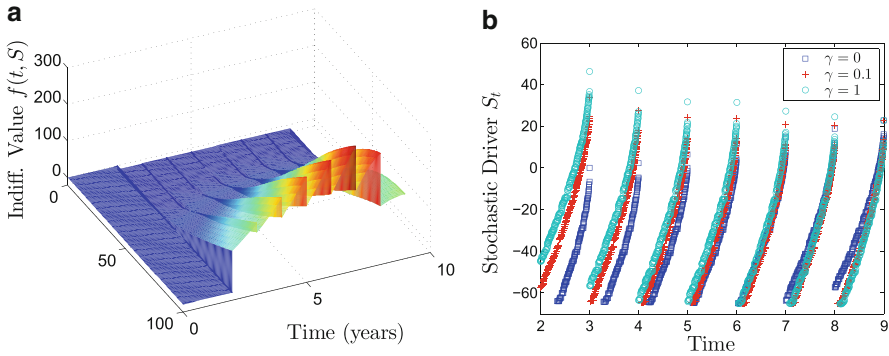 a
Indiff. Value f(t, S)
300
200
100
0
0
50
100
0
5
10
Time (years)
b
Stochastic Driver S_t
60
40
20
0
−20
−40
−60
2 3 4 5 6 7 8 9
Time
γ = 0
γ = 0.1
γ = 1